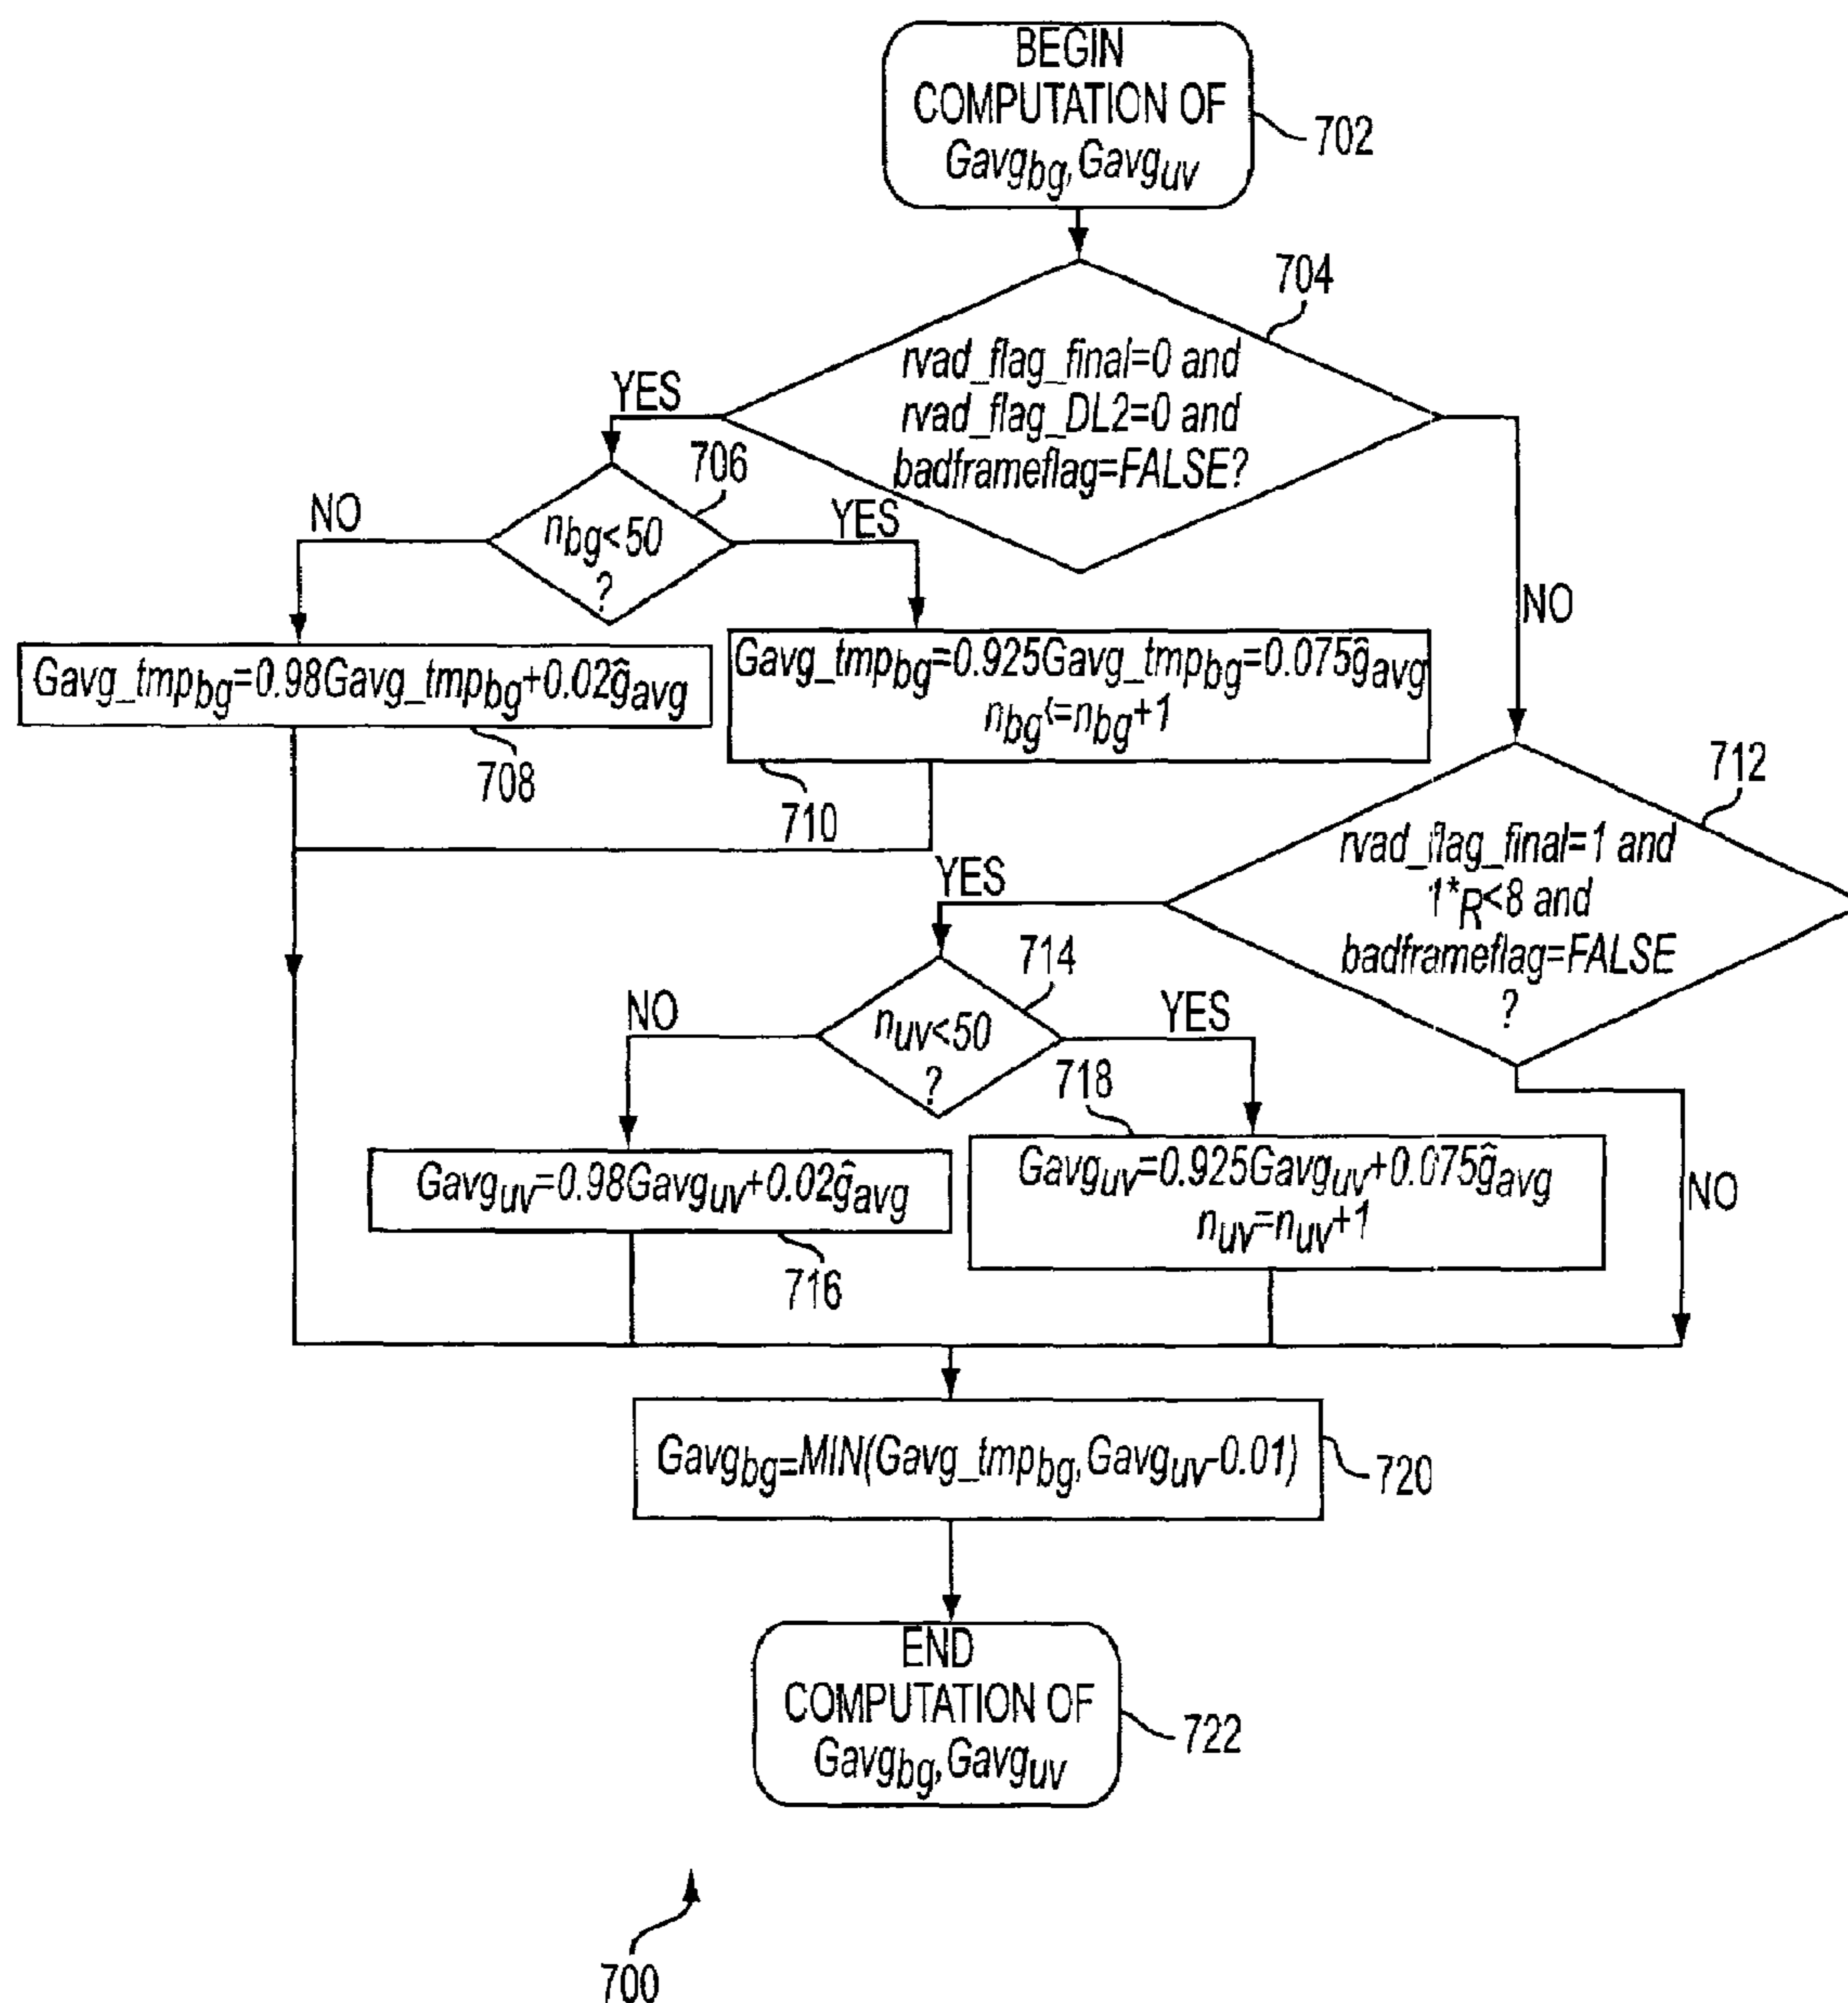 BEGIN
COMPUTATION OF
Gavgbg,Gavguv
702
704
rvad_flag_final=0 and
rvad_flag_DL2=0 and
badframeflag=FALSE?
YES
706
NO
nbg<50
?
YES
NO
Gavg_tmpbg=0.98Gavg_tmpbg+0.02ĝavg
708
Gavg_tmpbg=0.925Gavg_tmpbg=0.075ĝavg
nbg=nbg+1
710
712
rvad_flag_final=1 and
1*R<8 and
badframeflag=FALSE
?
YES
714
NO
nuv<50
?
YES
718
NO
Gavguv=0.98Gavguv+0.02ĝavg
716
Gavguv=0.925Gavguv+0.075ĝavg
nuv=nuv+1
Gavgbg=MIN(Gavg_tmpbg,Gavguv-0.01)
720
END
COMPUTATION OF
Gavgbg,Gavguv
722
700